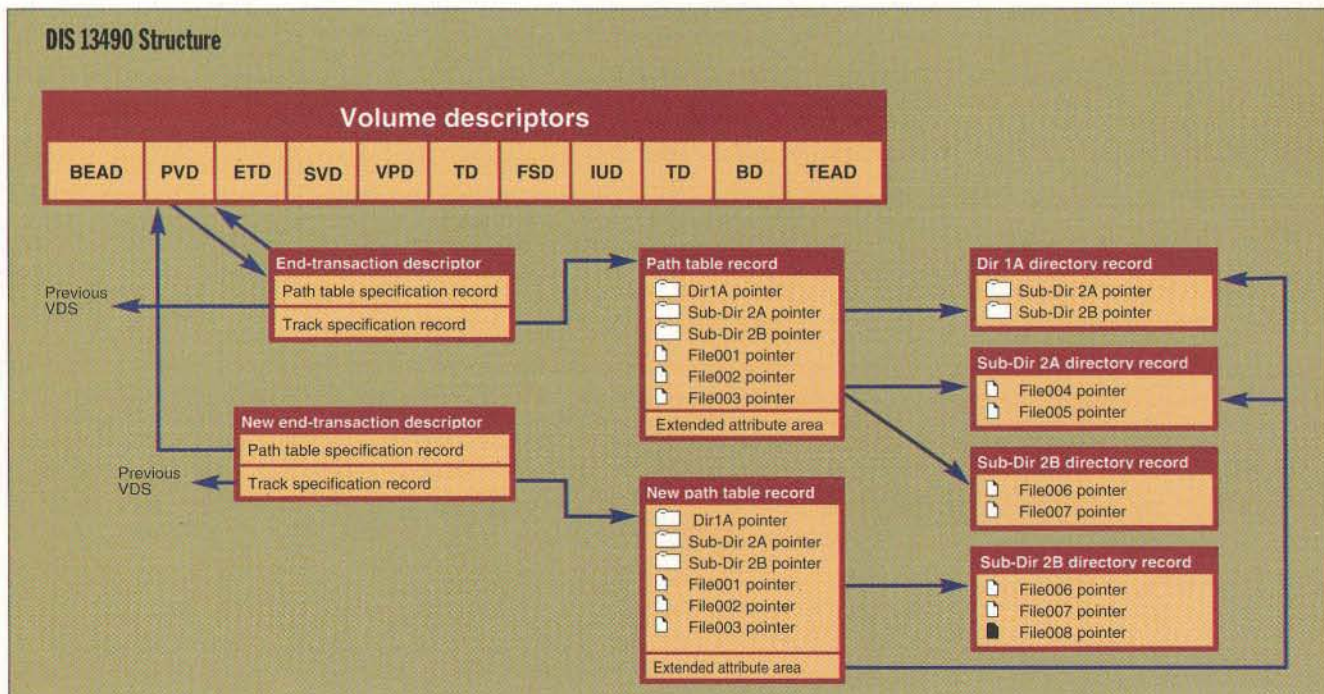 DIS 13490 Structure
Volume descriptors
BEAD PVD ETD SVD VPD TD FSD IUD TD BD TEAD
End-transaction descriptor
Path table specification record
Track specification record
Previous
VDS
New end-transaction descriptor
Path table specification record
Track specification record
Previous
VDS
Path table record
Dir1A pointer
Sub-Dir 2A pointer
Sub-Dir 2B pointer
File001 pointer
File002 pointer
File003 pointer
Extended attribute area
New path table record
Dir1A pointer
Sub-Dir 2A pointer
Sub-Dir 2B pointer
File001 pointer
File002 pointer
File003 pointer
Extended attribute area
Dir 1A directory record
Sub-Dir 2A pointer
Sub-Dir 2B pointer
Sub-Dir 2A directory record
File004 pointer
File005 pointer
Sub-Dir 2B directory record
File006 pointer
File007 pointer
Sub-Dir 2B directory record
File006 pointer
File007 pointer
File008 pointer